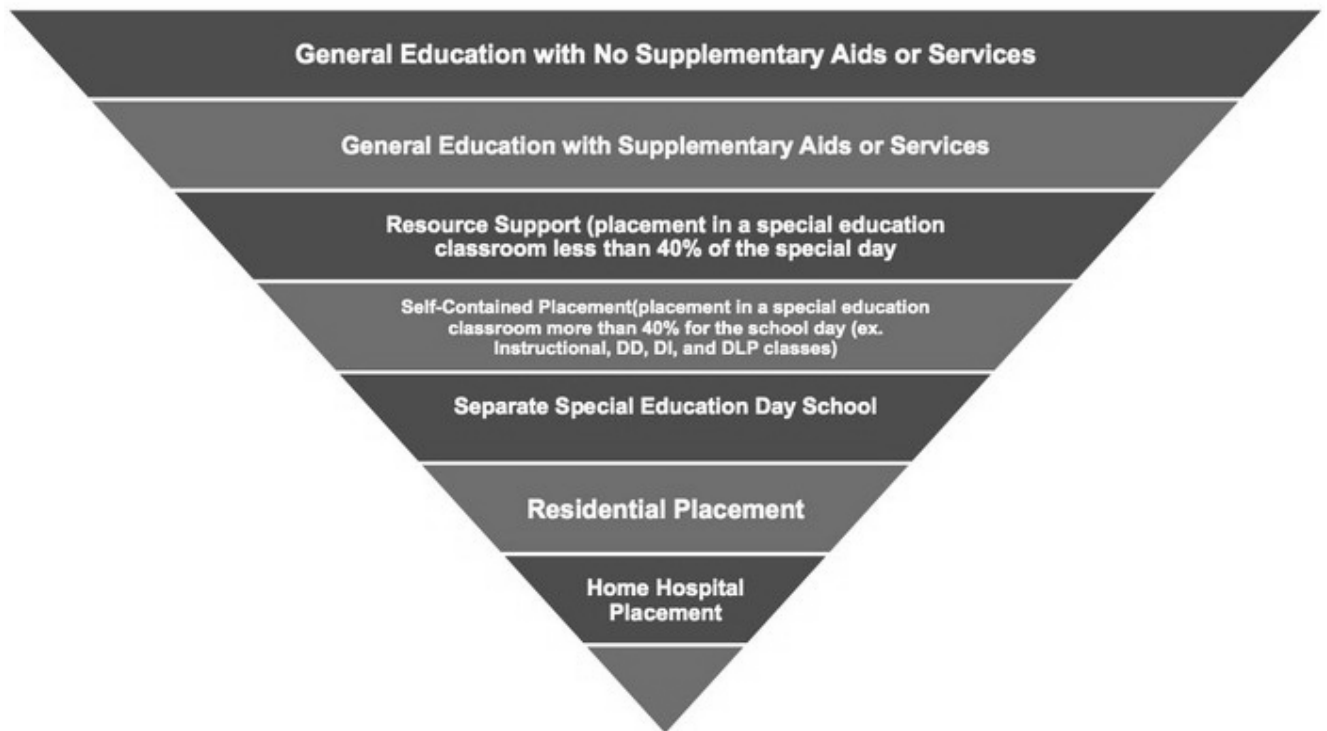 General Education with No Supplementary Aids or Services
General Education with Supplementary Aids or Services
Resource Support (placement in a special education
classroom less than 40% of the special day
Self-Contained Placement(placement in a special education
classroom more than 40% for the school day (ex.
Instructional, DD, DI, and DLP classes)
Separate Special Education Day School
Residential Placement
Home Hospital
Placement